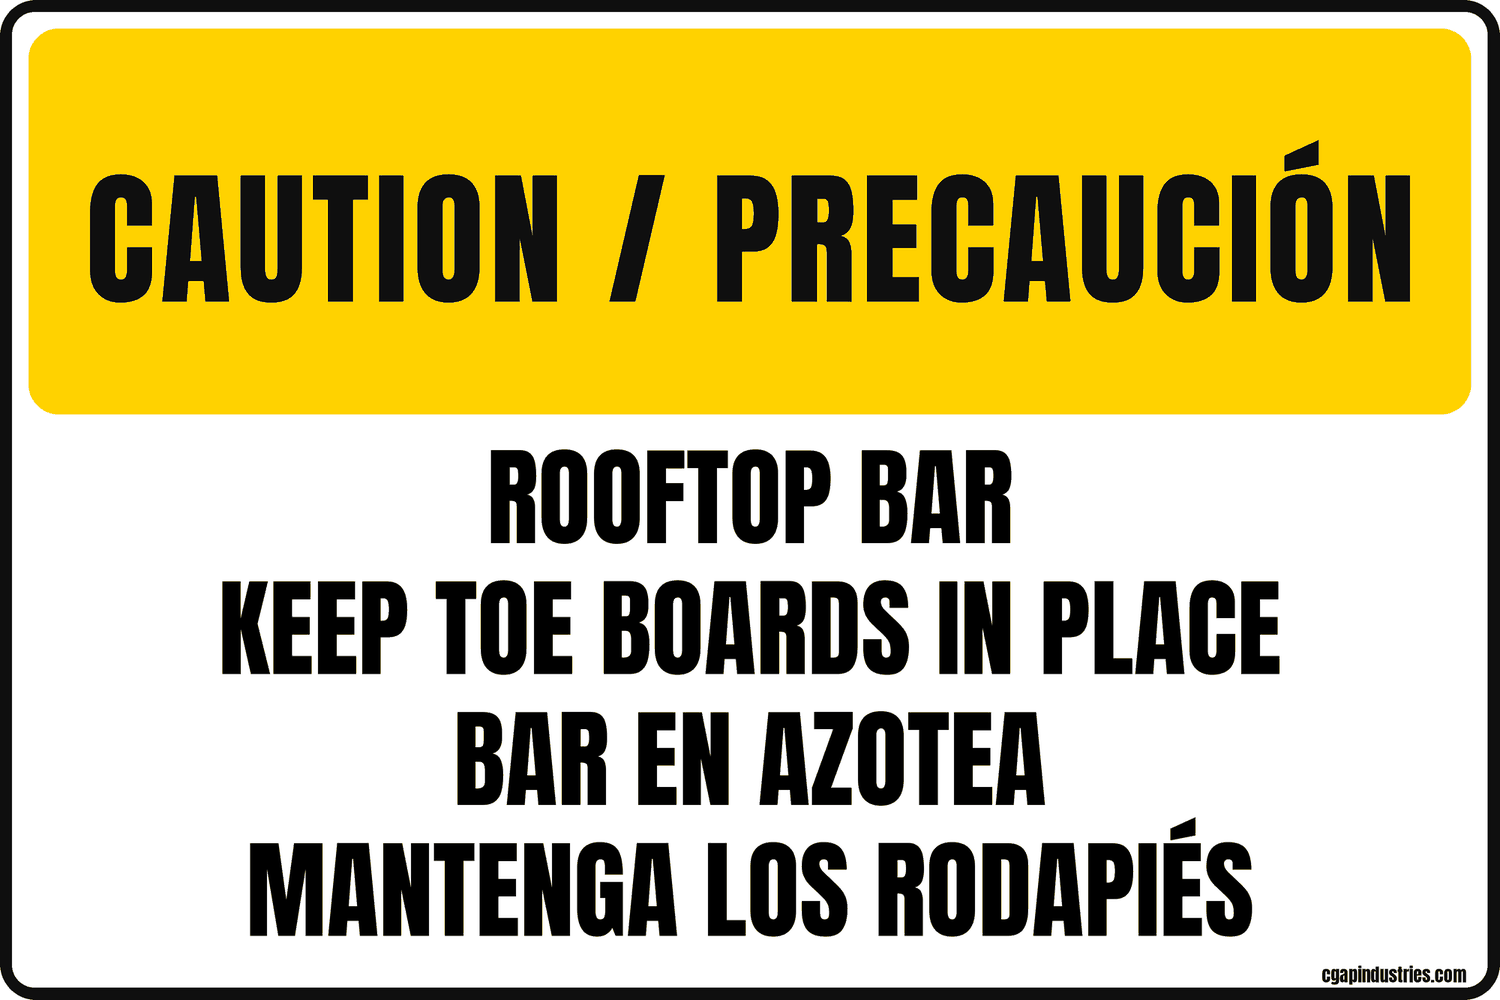 CAUTION / PRECAUCIÓN
ROOFTOP BAR
KEEP TOE BOARDS IN PLACE
BAR EN AZOTEA
MANTENGA LOS RODAPIÉS
cgapindustries.com